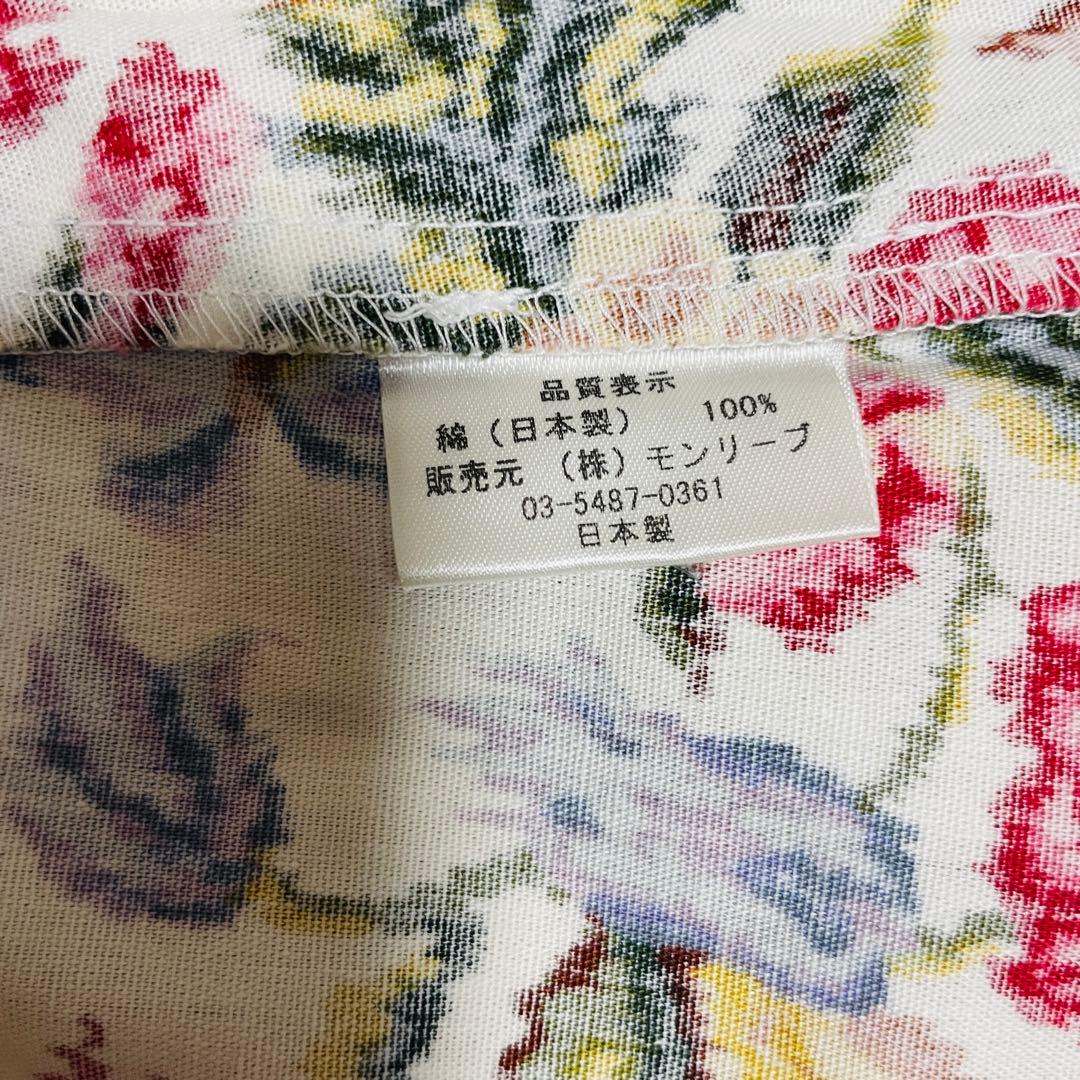 品質表示
綿（日本製） 100%
販売元 （株）モンリーブ
03-5487-0361
日本製